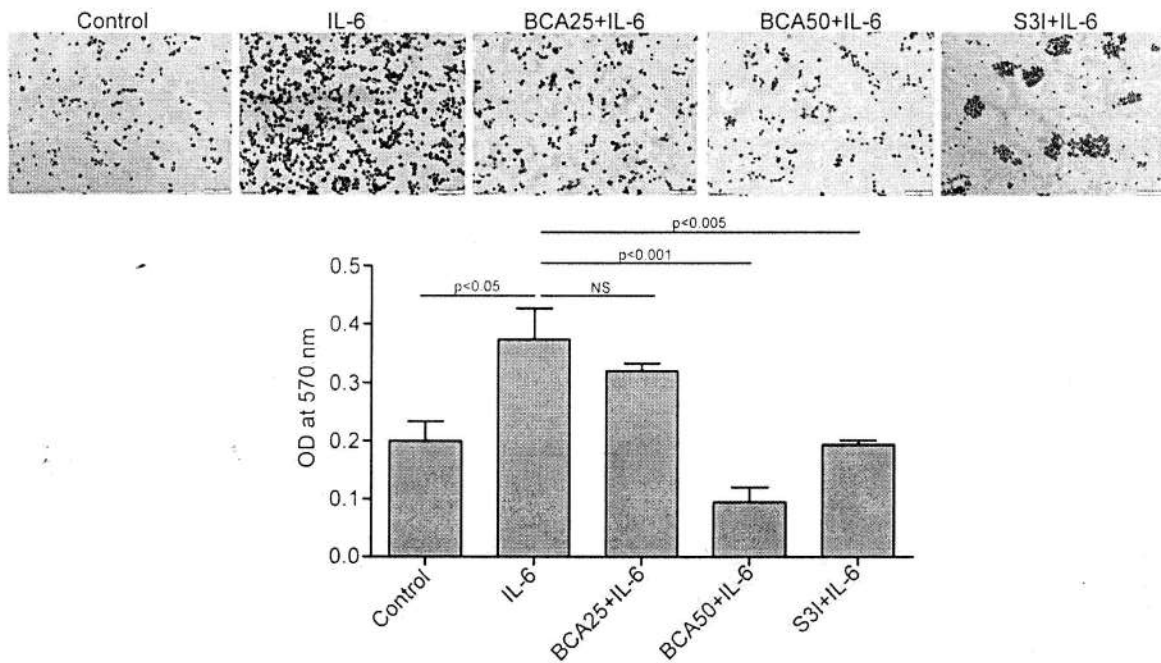 Control IL-6 BCA25+IL-6 BCA50+IL-6 S3I+IL-6
p<0.005
p<0.001
p<0.05 NS
OD at 570 nm
0.5
0.4
0.3
0.2
0.1
0.0
Control
IL-6
BCA25+IL-6
BCA50+IL-6
S3I+IL-6